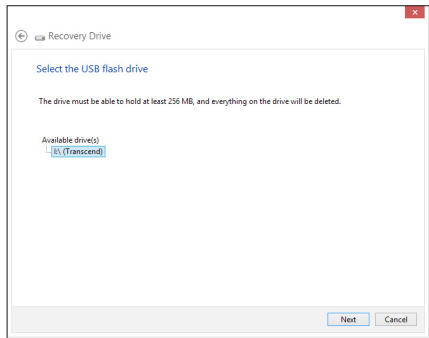 Recovery Drive
Select the USB flash drive
The drive must be able to hold at least 256 MB, and everything on the drive will be deleted.
Available drive(s)
I:\ (Transcend)
Next
Cancel